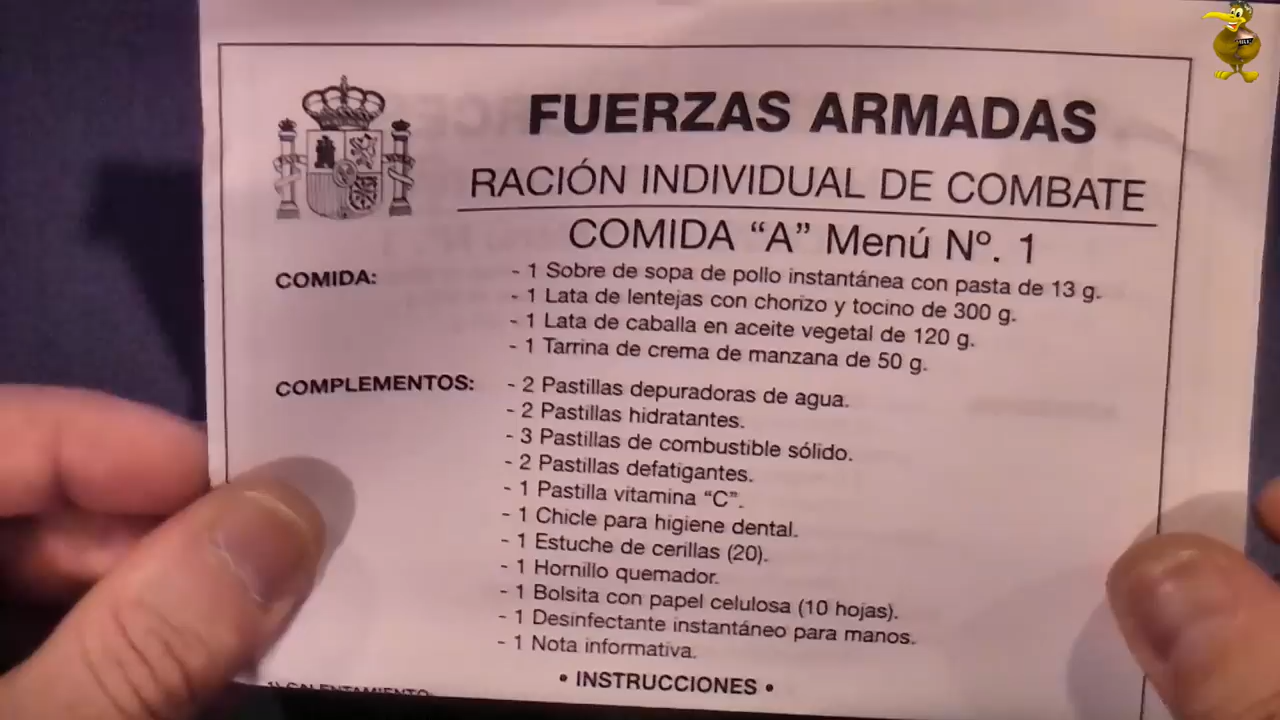 FUERZAS ARMADAS
RACIÓN INDIVIDUAL DE COMBATE
COMIDA “A” Menú Nº. 1
COMIDA:
- 1 Sobre de sopa de pollo instantánea con pasta de 13 g.
- 1 Lata de lentejas con chorizo y tocino de 300 g.
- 1 Lata de caballa en aceite vegetal de 120 g.
- 1 Tarrina de crema de manzana de 50 g.
COMPLEMENTOS:
- 2 Pastillas depuradoras de agua.
- 2 Pastillas hidratantes.
- 3 Pastillas de combustible sólido.
- 2 Pastillas defatigantes.
- 1 Pastilla vitamina “C”.
- 1 Chicle para higiene dental.
- 1 Estuche de cerillas (20).
- 1 Hornillo quemador.
- 1 Bolsita con papel celulosa (10 hojas).
- 1 Desinfectante instantáneo para manos.
- 1 Nota informativa.
• INSTRUCCIONES •
1) CALENTAMIENTO: